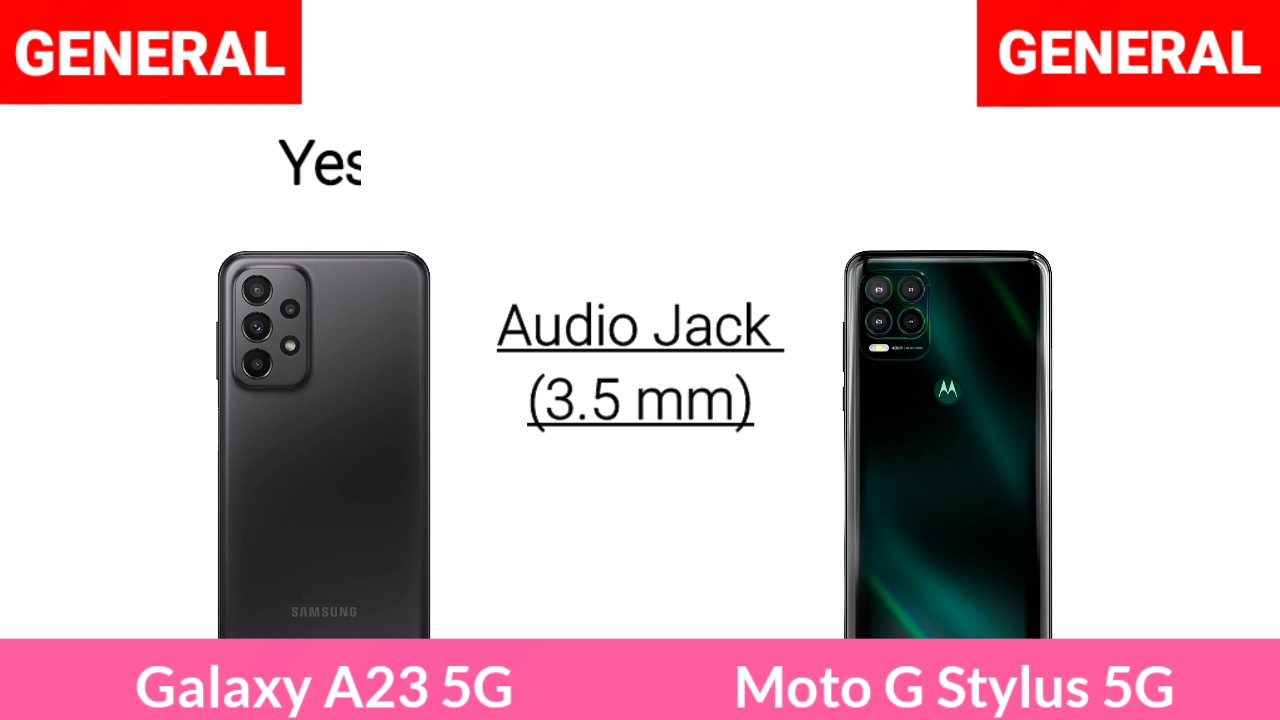 GENERAL
GENERAL
Yes
Audio Jack
(3.5 mm)
SAMSUNG
Galaxy A23 5G
Moto G Stylus 5G